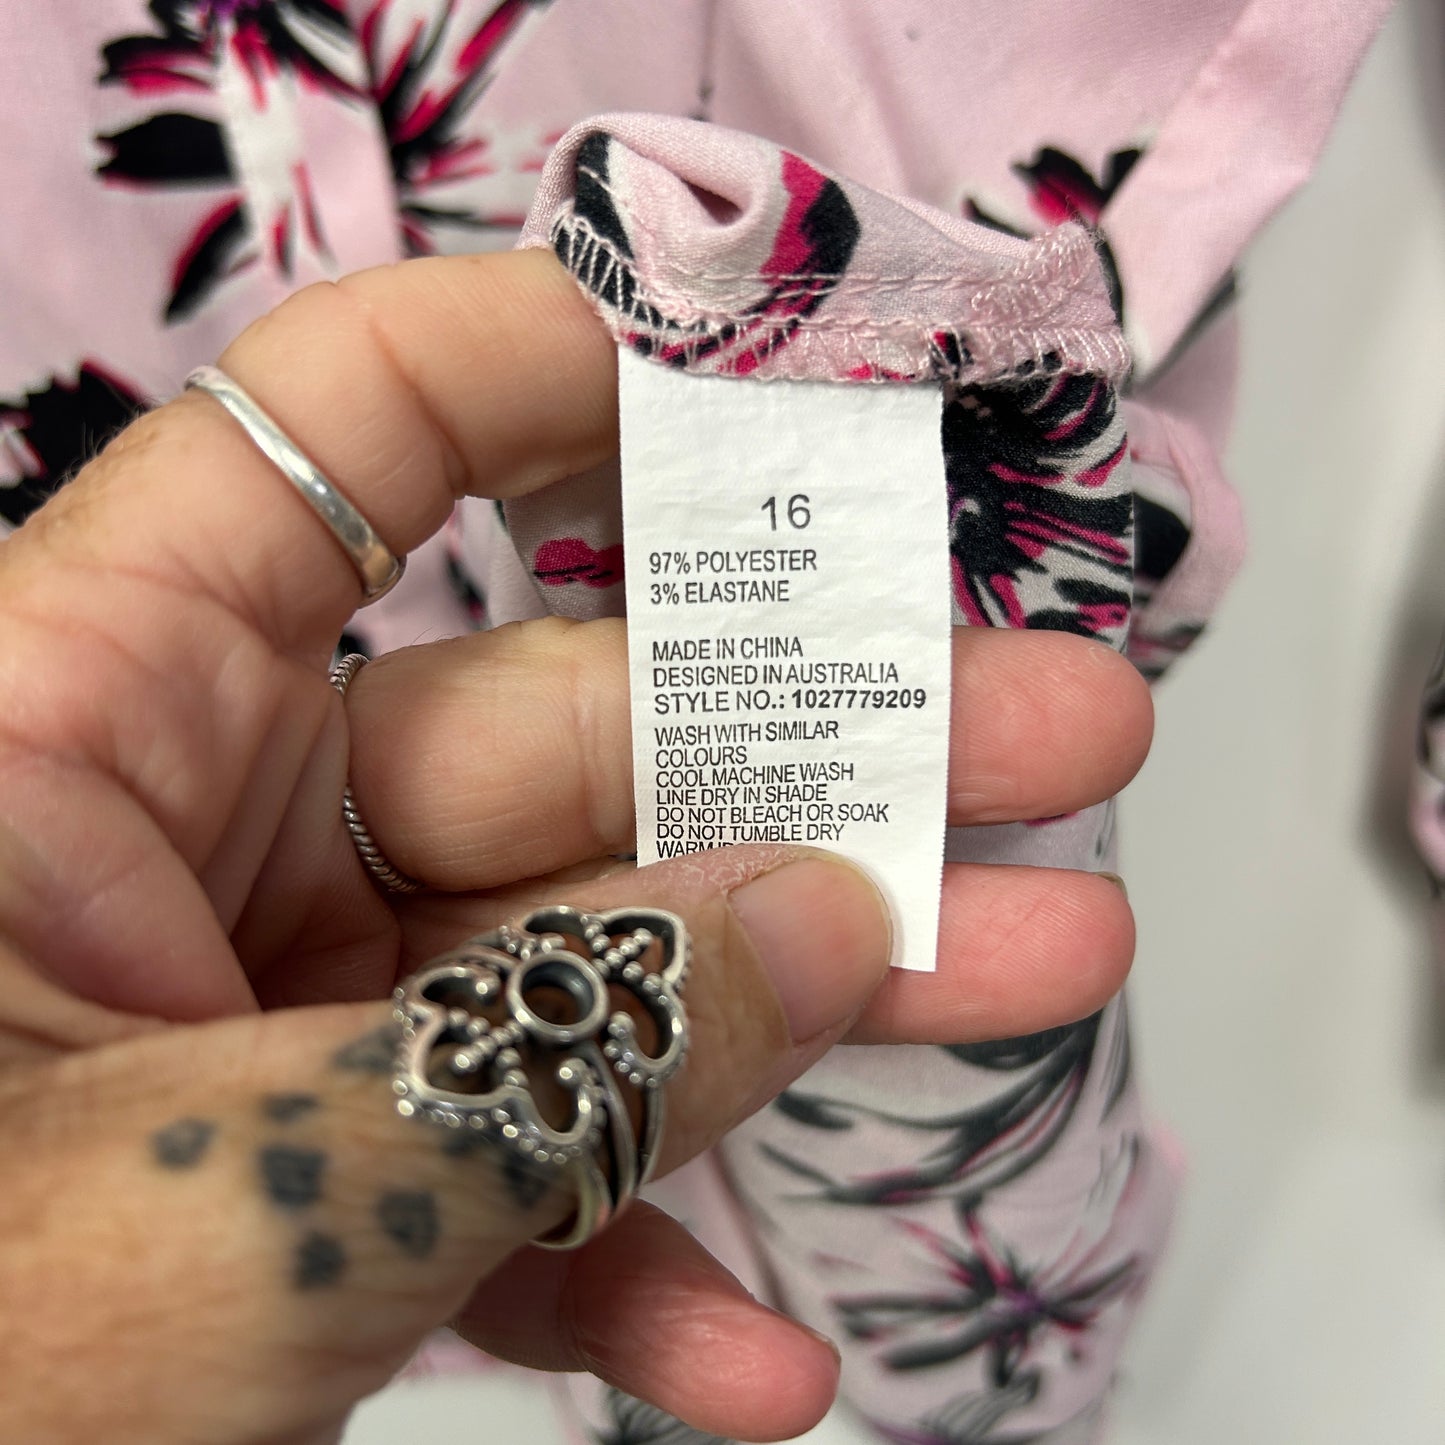 16
97% POLYESTER
3% ELASTANE
MADE IN CHINA
DESIGNED IN AUSTRALIA
STYLE NO.: 1027779209
WASH WITH SIMILAR
COLOURS
COOL MACHINE WASH
LINE DRY IN SHADE
DO NOT BLEACH OR SOAK
DO NOT TUMBLE DRY
WARM